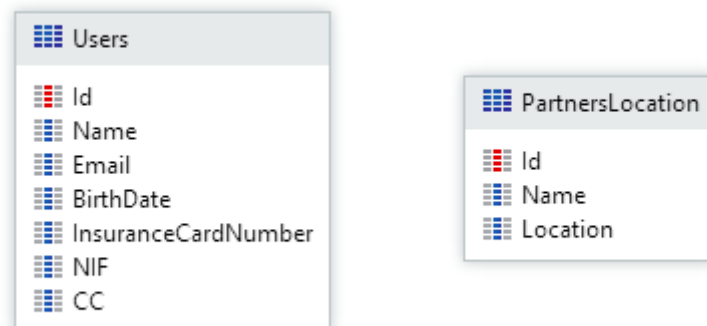 Users
Id
Name
Email
BirthDate
InsuranceCardNumber
NIF
CC
PartnersLocation
Id
Name
Location